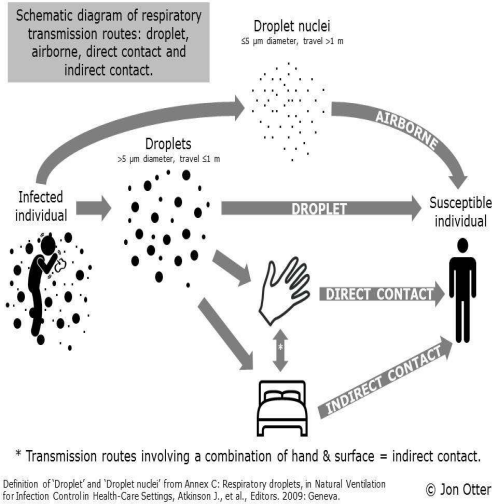 Schematic diagram of respiratory
transmission routes: droplet,
airborne, direct contact and
indirect contact.
Droplet nuclei
≤5 µm diameter, travel >1 m
AIRBORNE
Droplets
>5 µm diameter, travel ≤1 m
Infected
individual
DROPLET
Susceptible
individual
DIRECT CONTACT
*
INDIRECT CONTACT
* Transmission routes involving a combination of hand & surface = indirect contact.
Definition of 'Droplet' and 'Droplet nuclei' from Annex C: Respiratory droplets, in Natural Ventilation
for Infection Control in Health-Care Settings, Atkinson J., et al., Editors. 2009: Geneva.
© Jon Otter